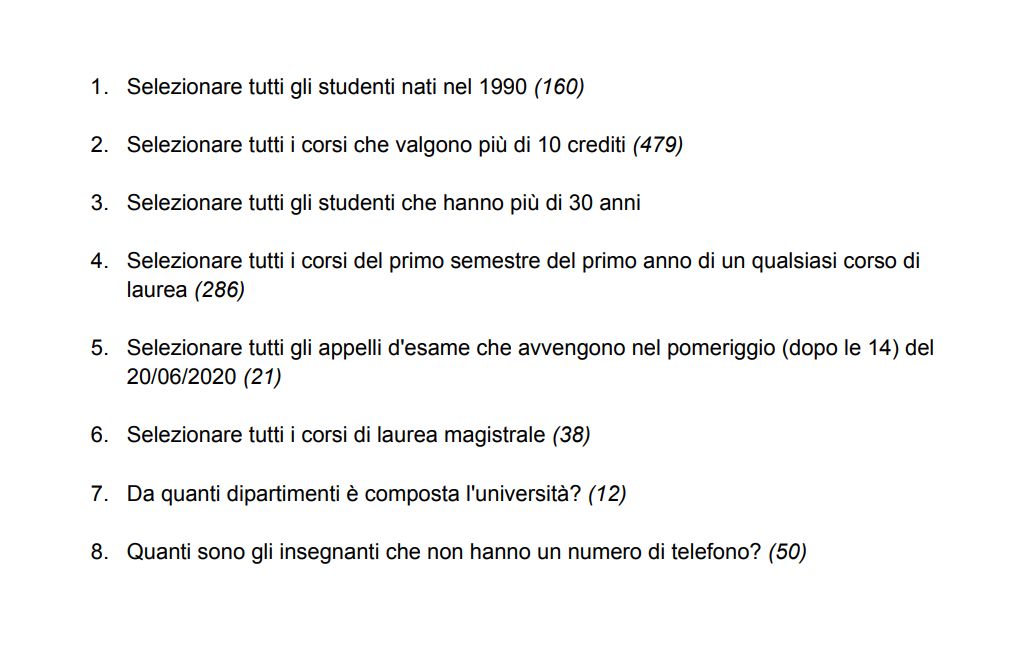 1. Selezionare tutti gli studenti nati nel 1990 (160)
2. Selezionare tutti i corsi che valgono più di 10 crediti (479)
3. Selezionare tutti gli studenti che hanno più di 30 anni
4. Selezionare tutti i corsi del primo semestre del primo anno di un qualsiasi corso di
laurea (286)
5. Selezionare tutti gli appelli d'esame che avvengono nel pomeriggio (dopo le 14) del
20/06/2020 (21)
6. Selezionare tutti i corsi di laurea magistrale (38)
7. Da quanti dipartimenti è composta l'università? (12)
8. Quanti sono gli insegnanti che non hanno un numero di telefono? (50)